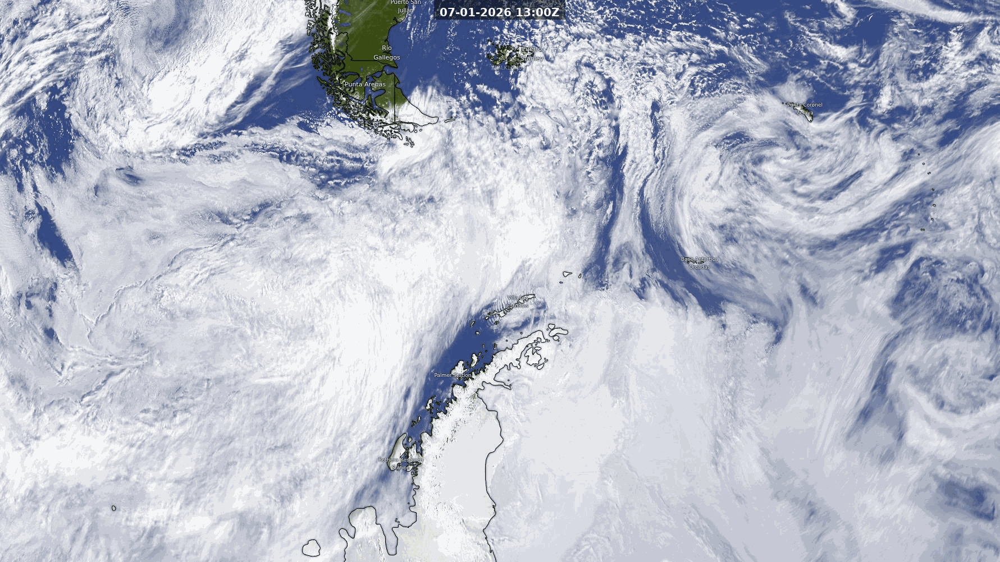 Puerto San
Julián
07-01-2026 13:00Z
Río
Gallegos
Puerto
Stanley
Punta Arenas
Punta Coronel
Zelaya
Base Antártica
Orcadas
Villa Las
Estrellas
Palmer Station
Rothera Research
Station